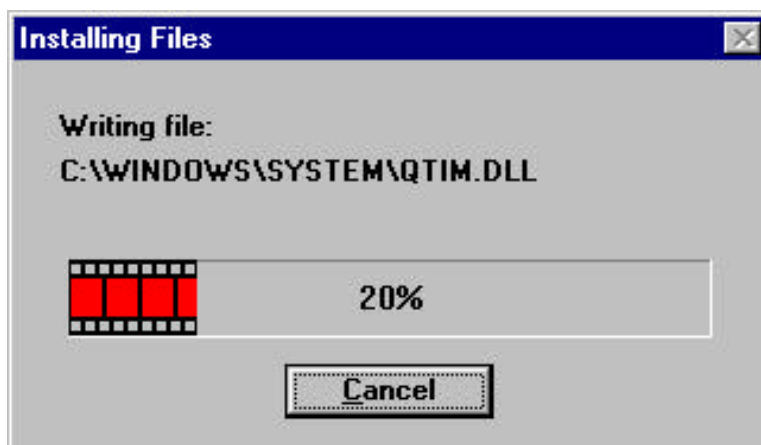 Installing Files
Writing file:
C:\WINDOWS\SYSTEM\QTIM.DLL
20%
Cancel